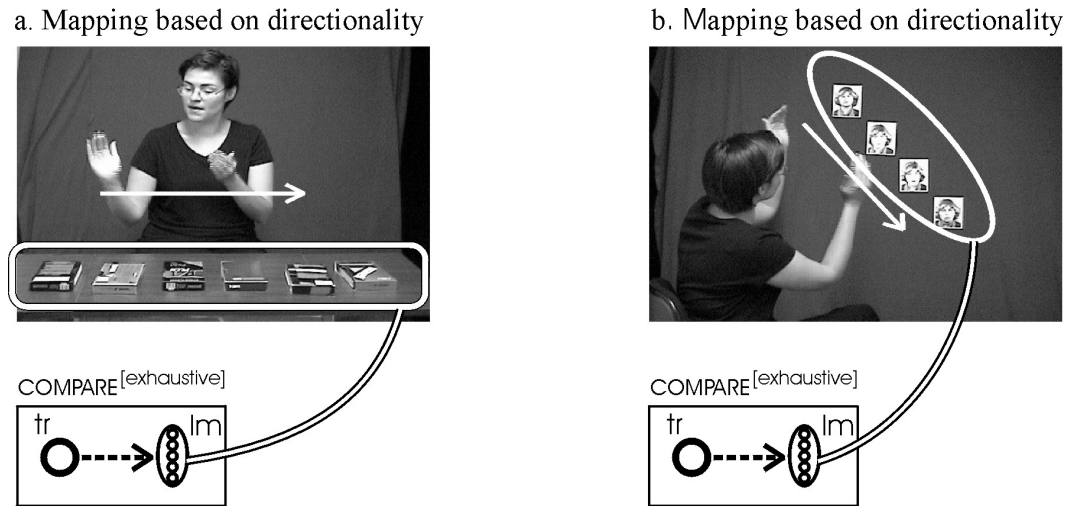 a. Mapping based on directionality
COMPARE[exhaustive]
tr
lm
b. Mapping based on directionality
COMPARE[exhaustive]
tr
lm